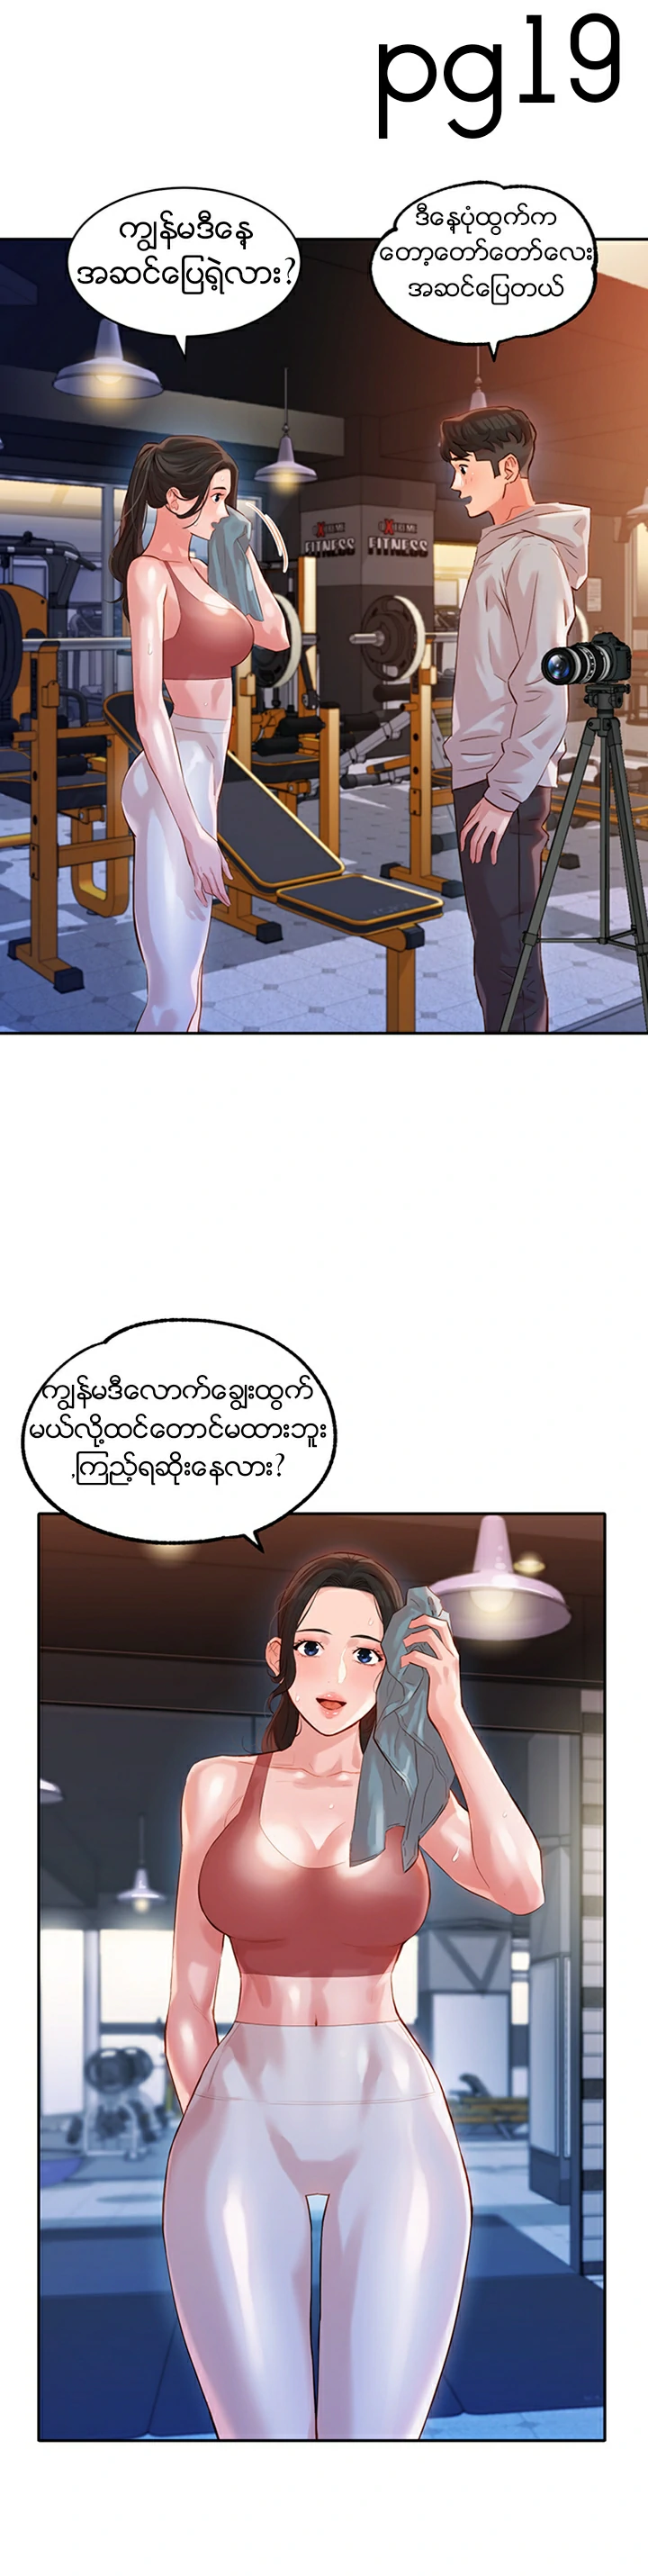 pg19
ကျွန်မဒီနေ့
အဆင်ပြေရဲ့လား?
ဒီနေ့ပုံထွက်က
တော့တော်တော်လေး
အဆင်ပြေတယ်
FITNESS
FITNESS
ကျွန်မဒီလောက်ချွေးထွက်
မယ်လို့ထင်တောင်မထားဘူး
,ကြည့်ရဆိုးနေလား?